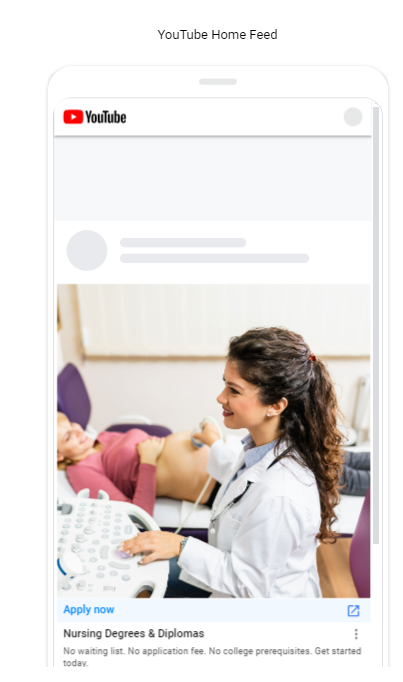 YouTube Home Feed
YouTube
Apply now
Nursing Degrees & Diplomas
No waiting list. No application fee. No college prerequisites. Get started
today.